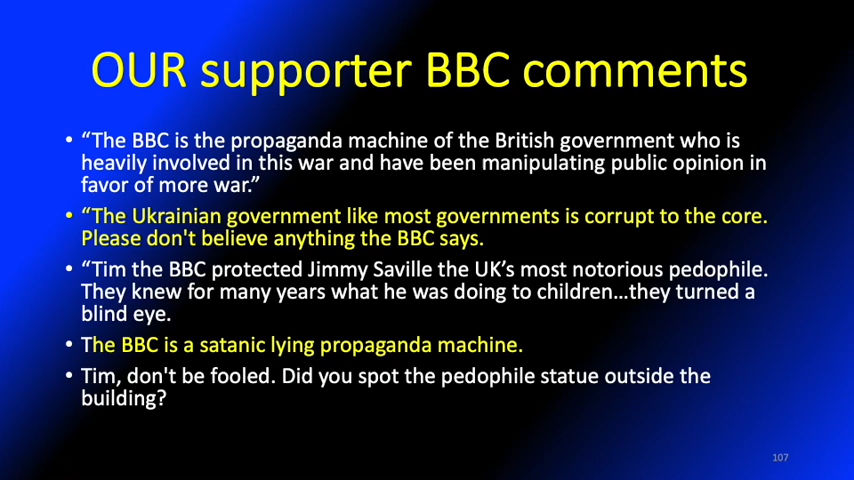 OUR supporter BBC comments
• “The BBC is the propaganda machine of the British government who is
heavily involved in this war and have been manipulating public opinion in
favor of more war.”
• “The Ukrainian government like most governments is corrupt to the core.
Please don't believe anything the BBC says.
• “Tim the BBC protected Jimmy Saville the UK’s most notorious pedophile.
They knew for many years what he was doing to children…they turned a
blind eye.
• The BBC is a satanic lying propaganda machine.
• Tim, don't be fooled. Did you spot the pedophile statue outside the
building?
107